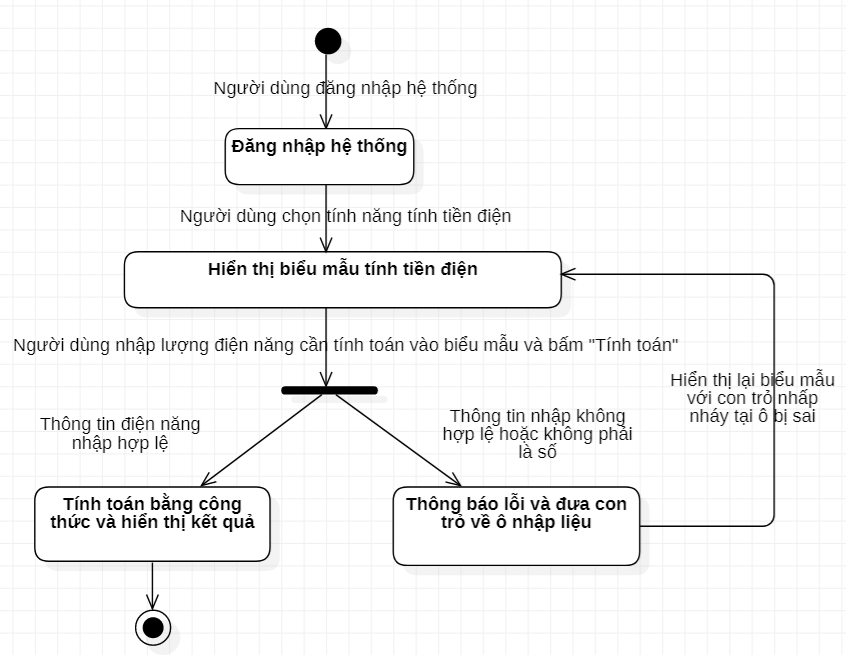 Người dùng đăng nhập hệ thống
Đăng nhập hệ thống
Người dùng chọn tính năng tính tiền điện
Hiển thị biểu mẫu tính tiền điện
Người dùng nhập lượng điện năng cần tính toán vào biểu mẫu và bấm "Tính toán"
Thông tin điện năng
nhập hợp lệ
Thông tin nhập không
hợp lệ hoặc không phải
là số
Hiển thị lại biểu mẫu
với con trỏ nhấp
nháy tại ô bị sai
Tính toán bằng công
thức và hiển thị kết quả
Thông báo lỗi và đưa con
trỏ về ô nhập liệu